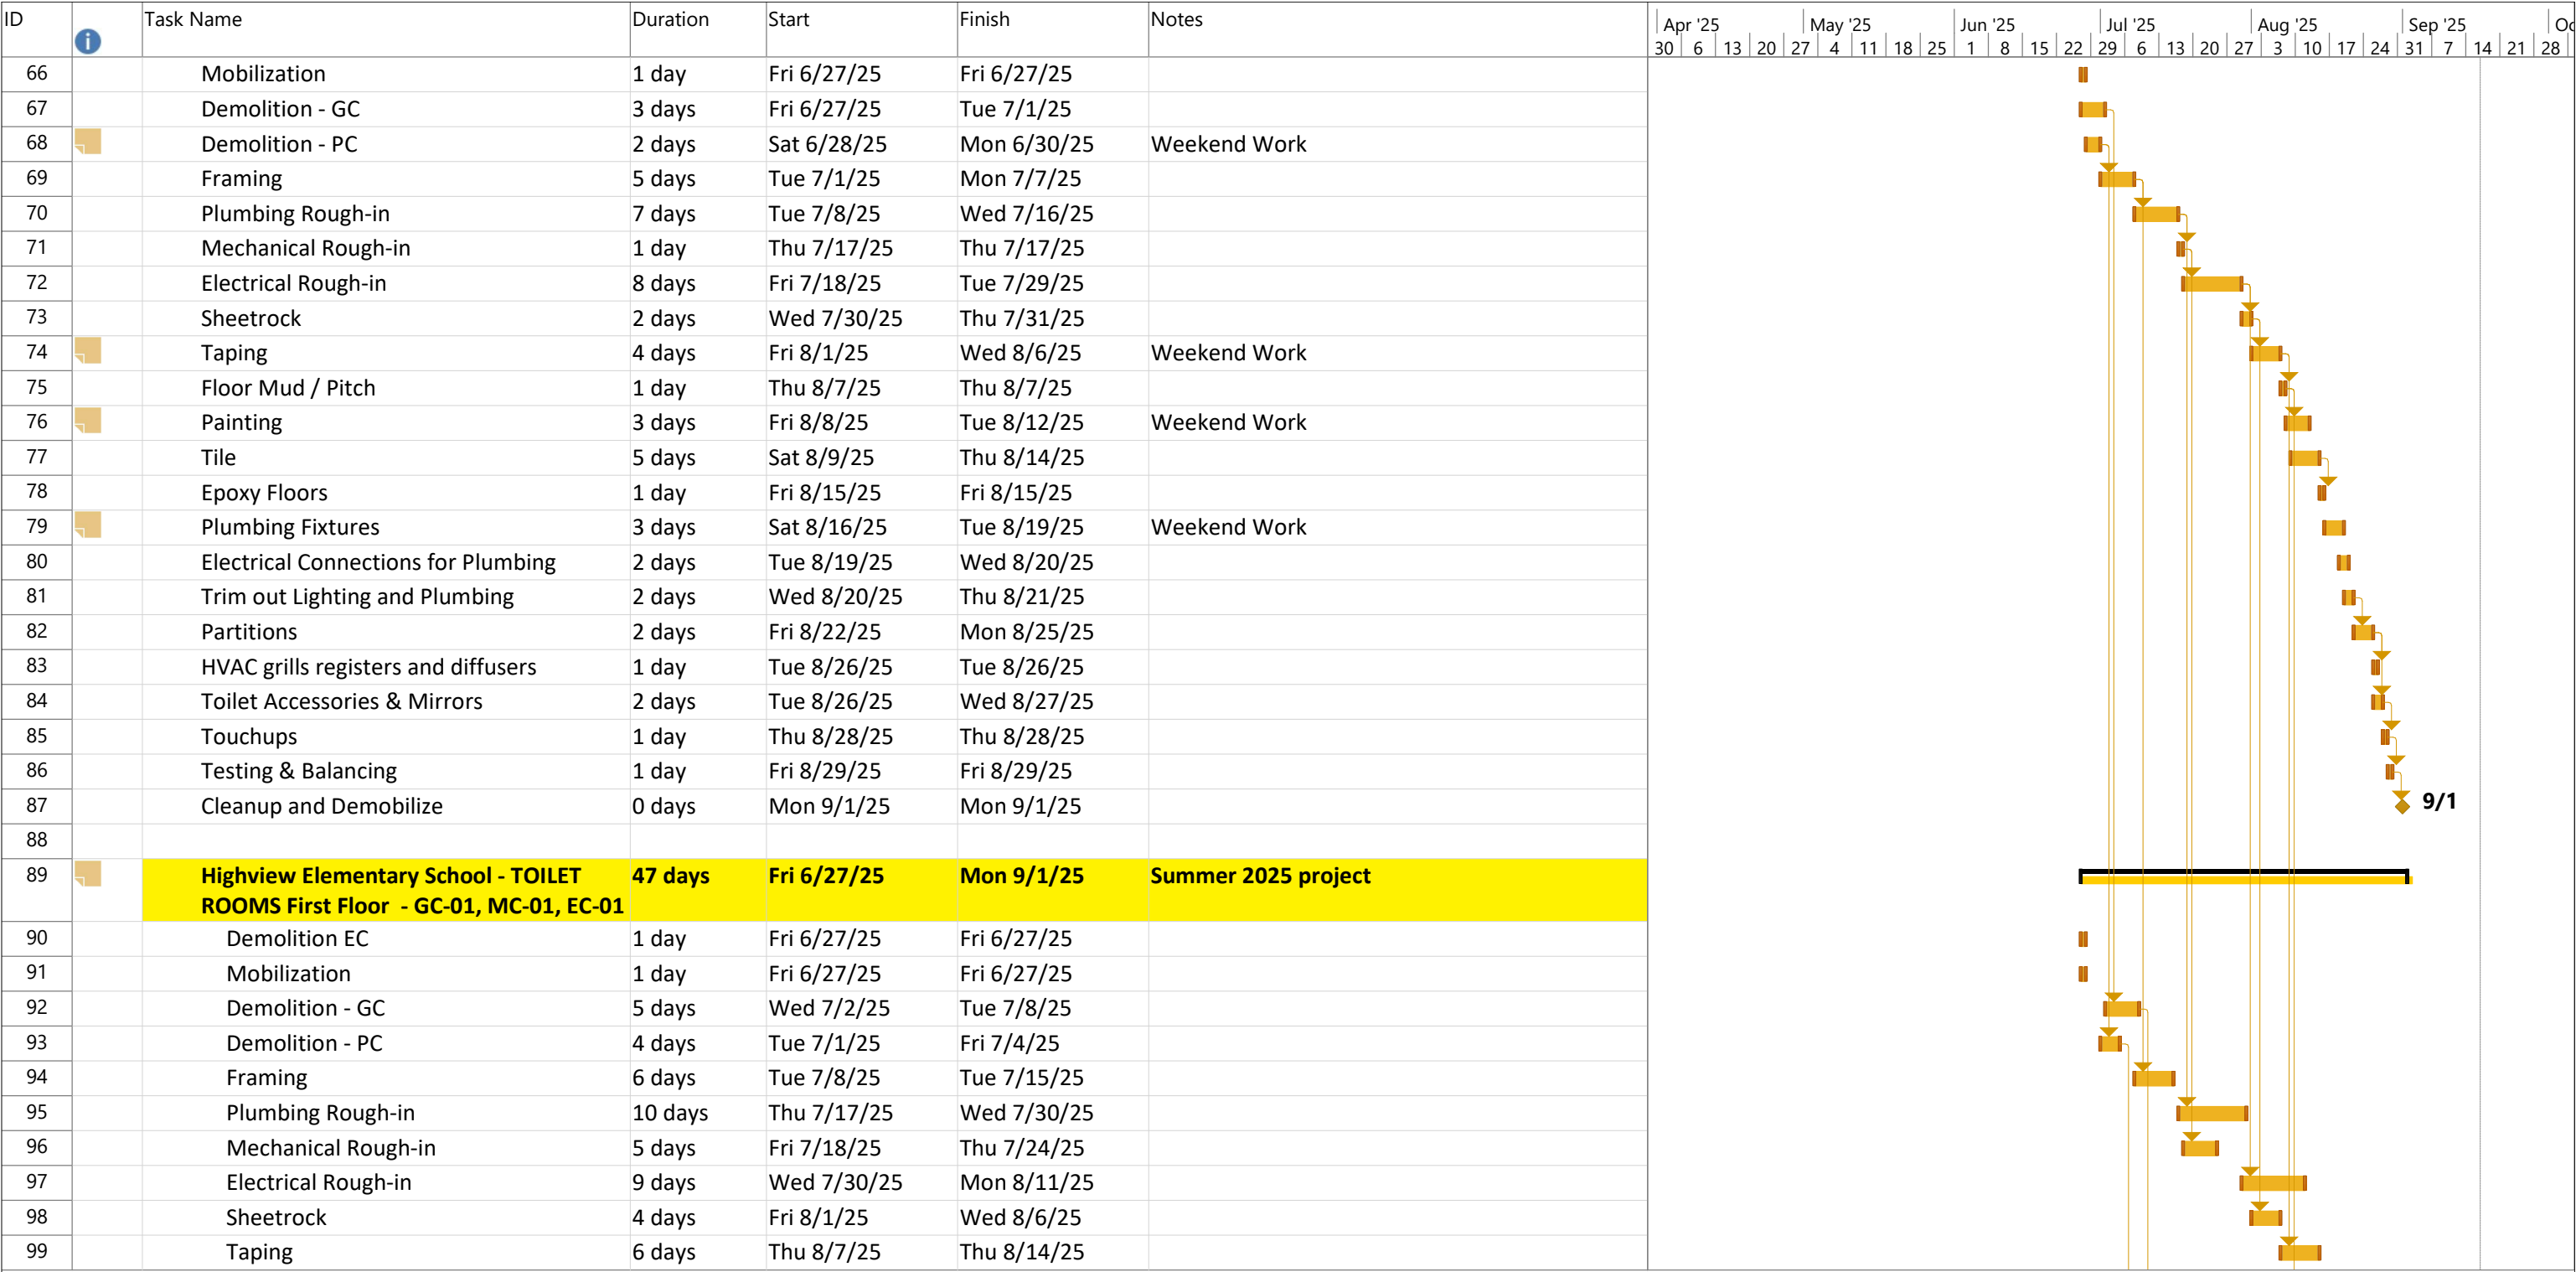 ID Task Name Duration Start Finish Notes Apr '25 May '25 Jun '25 Jul '25 Aug '25 Sep '25 Oc
30 6 13 20 27 4 11 18 25 1 8 15 22 29 6 13 20 27 3 10 17 24 31 7 14 21 28
66 Mobilization 1 day Fri 6/27/25 Fri 6/27/25
67 Demolition - GC 3 days Fri 6/27/25 Tue 7/1/25
68 Demolition - PC 2 days Sat 6/28/25 Mon 6/30/25 Weekend Work
69 Framing 5 days Tue 7/1/25 Mon 7/7/25
70 Plumbing Rough-in 7 days Tue 7/8/25 Wed 7/16/25
71 Mechanical Rough-in 1 day Thu 7/17/25 Thu 7/17/25
72 Electrical Rough-in 8 days Fri 7/18/25 Tue 7/29/25
73 Sheetrock 2 days Wed 7/30/25 Thu 7/31/25
74 Taping 4 days Fri 8/1/25 Wed 8/6/25 Weekend Work
75 Floor Mud / Pitch 1 day Thu 8/7/25 Thu 8/7/25
76 Painting 3 days Fri 8/8/25 Tue 8/12/25 Weekend Work
77 Tile 5 days Sat 8/9/25 Thu 8/14/25
78 Epoxy Floors 1 day Fri 8/15/25 Fri 8/15/25
79 Plumbing Fixtures 3 days Sat 8/16/25 Tue 8/19/25 Weekend Work
80 Electrical Connections for Plumbing 2 days Tue 8/19/25 Wed 8/20/25
81 Trim out Lighting and Plumbing 2 days Wed 8/20/25 Thu 8/21/25
82 Partitions 2 days Fri 8/22/25 Mon 8/25/25
83 HVAC grills registers and diffusers 1 day Tue 8/26/25 Tue 8/26/25
84 Toilet Accessories & Mirrors 2 days Tue 8/26/25 Wed 8/27/25
85 Touchups 1 day Thu 8/28/25 Thu 8/28/25
86 Testing & Balancing 1 day Fri 8/29/25 Fri 8/29/25
87 Cleanup and Demobilize 0 days Mon 9/1/25 Mon 9/1/25 9/1
88
89 Highview Elementary School - TOILET 47 days Fri 6/27/25 Mon 9/1/25 Summer 2025 project
ROOMS First Floor - GC-01, MC-01, EC-01
90 Demolition EC 1 day Fri 6/27/25 Fri 6/27/25
91 Mobilization 1 day Fri 6/27/25 Fri 6/27/25
92 Demolition - GC 5 days Wed 7/2/25 Tue 7/8/25
93 Demolition - PC 4 days Tue 7/1/25 Fri 7/4/25
94 Framing 6 days Tue 7/8/25 Tue 7/15/25
95 Plumbing Rough-in 10 days Thu 7/17/25 Wed 7/30/25
96 Mechanical Rough-in 5 days Fri 7/18/25 Thu 7/24/25
97 Electrical Rough-in 9 days Wed 7/30/25 Mon 8/11/25
98 Sheetrock 4 days Fri 8/1/25 Wed 8/6/25
99 Taping 6 days Thu 8/7/25 Thu 8/14/25